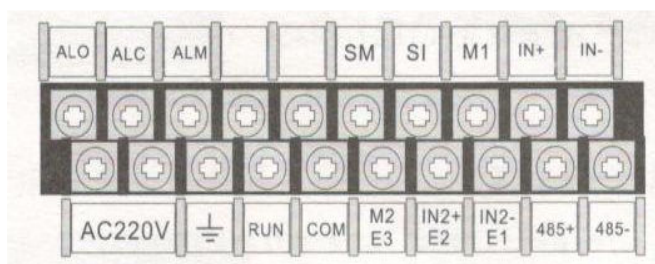 ALO ALC ALM SM SI M1 IN+ IN-
AC220V RUN COM M2 E3 IN2+ E2 IN2- E1 485+ 485-